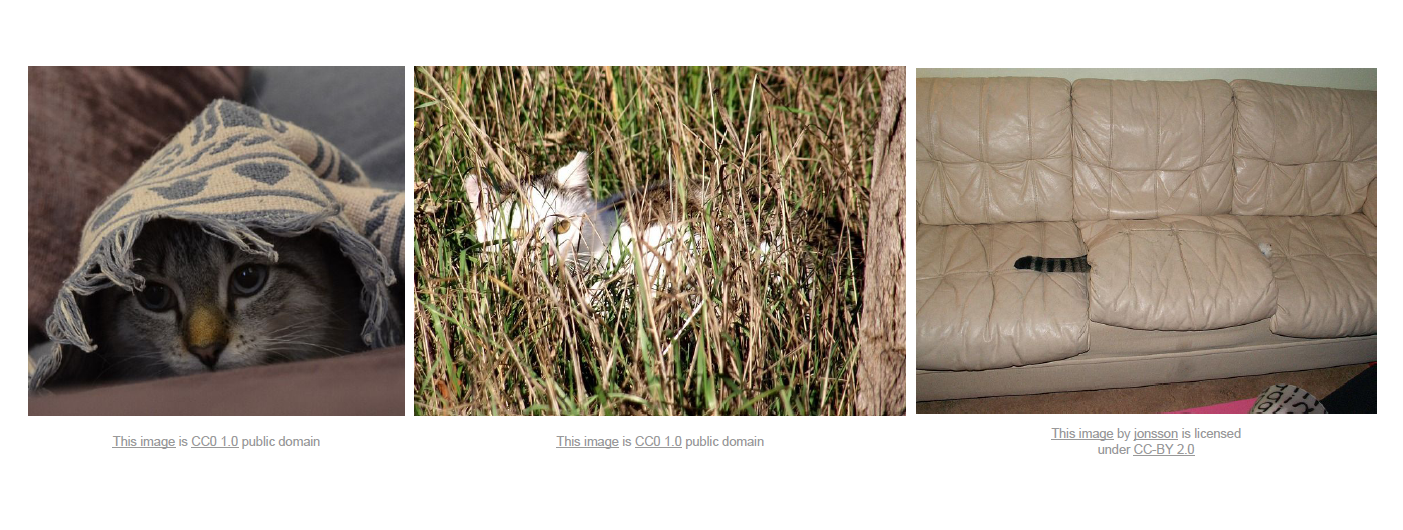 This image is CC0 1.0 public domain
This image is CC0 1.0 public domain
This image by jonsson is licensed
under CC-BY 2.0